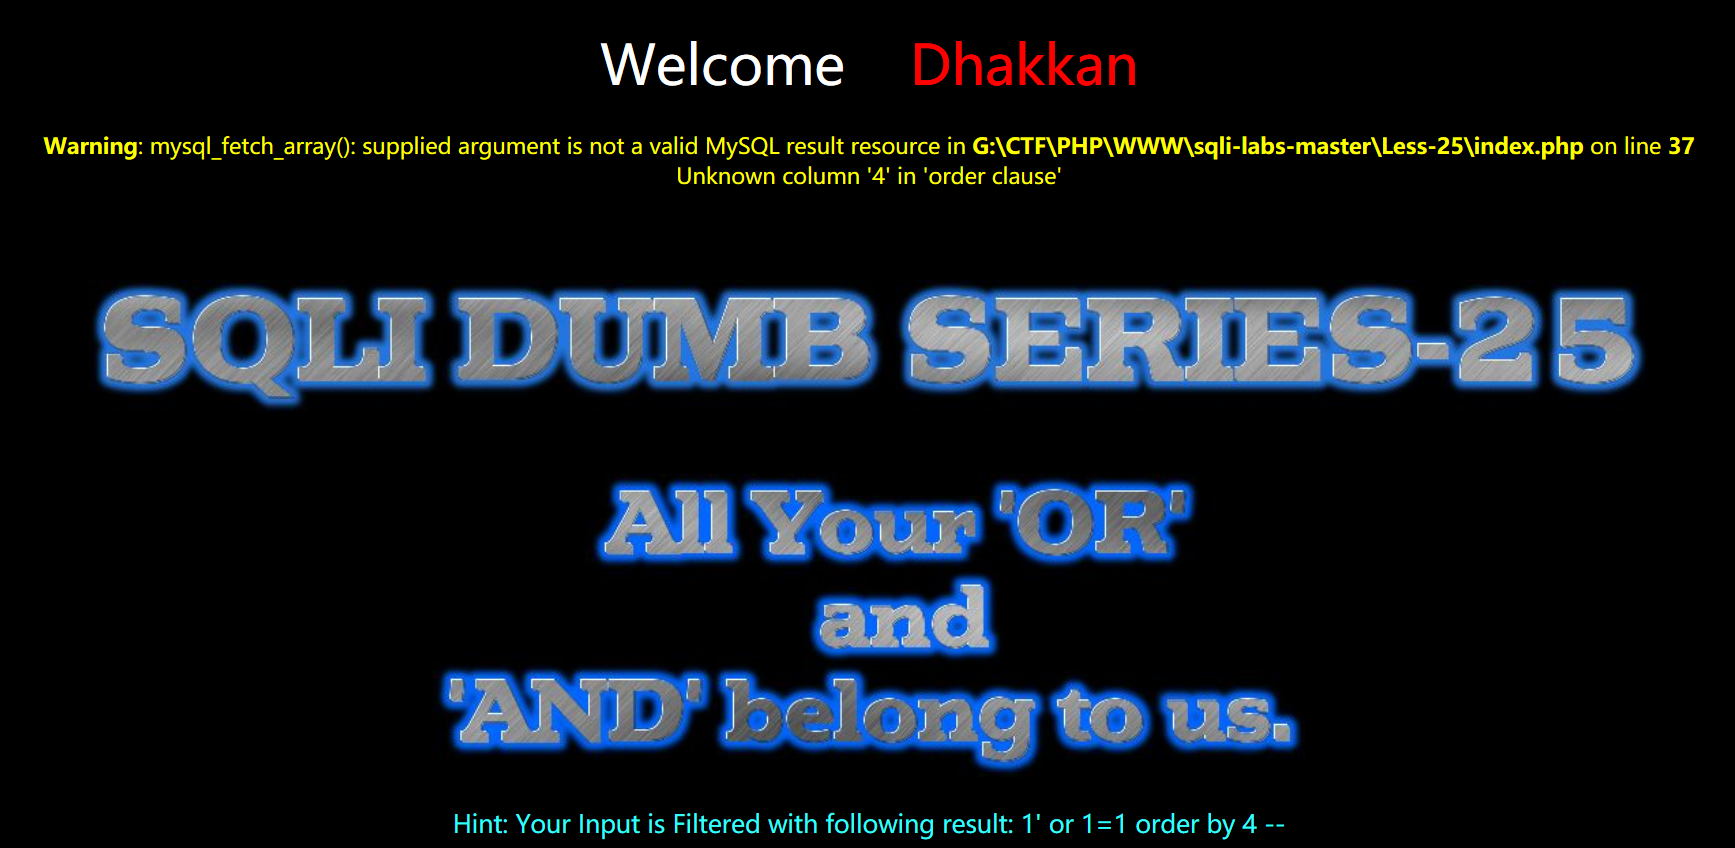 Welcome Dhakkan
Warning: mysql_fetch_array(): supplied argument is not a valid MySQL result resource in G:\CTF\PHP\WWW\sqli-labs-master\Less-25\index.php on line 37
Unknown column '4' in 'order clause'
SQLI DUMB SERIES-25
All Your 'OR'
and
'AND' belong to us.
Hint: Your Input is Filtered with following result: 1' or 1=1 order by 4 --